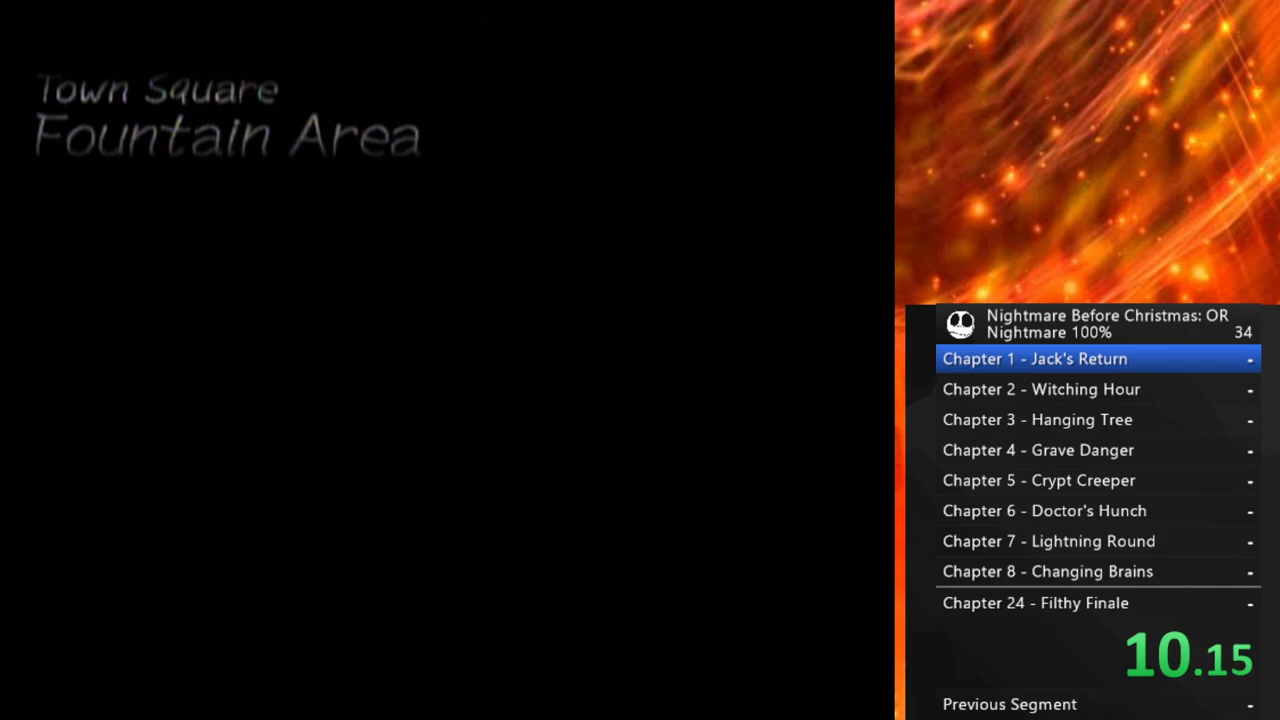 Town Square
Fountain Area
Nightmare Before Christmas: OR
Nightmare 100% 34
Chapter 1 - Jack's Return -
Chapter 2 - Witching Hour -
Chapter 3 - Hanging Tree -
Chapter 4 - Grave Danger -
Chapter 5 - Crypt Creeper -
Chapter 6 - Doctor's Hunch -
Chapter 7 - Lightning Round -
Chapter 8 - Changing Brains -
Chapter 24 - Filthy Finale -
10.15
Previous Segment -